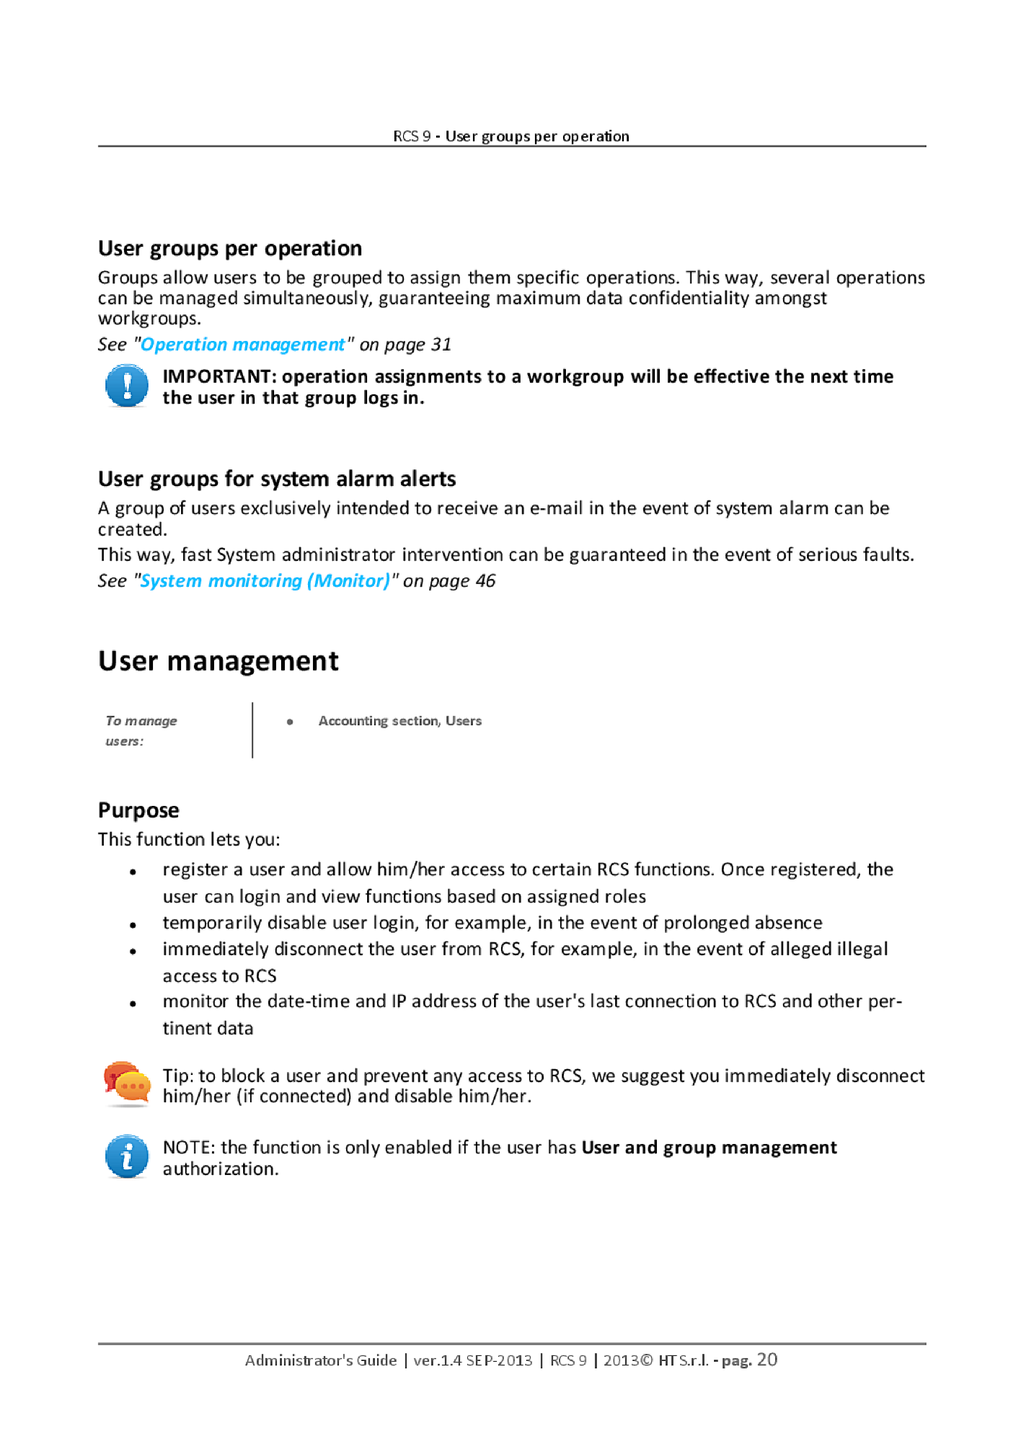 RCS 9 - User groups per operation
User groups per operation
Groups allow users to be grouped to assign them specific operations. This way, several operations
can be managed simultaneously, guaranteeing maximum data confidentiality amongst
workgroups.
See "Operation management" on page 31
IMPORTANT: operation assignments to a workgroup will be effective the next time
the user in that group logs in.
User groups for system alarm alerts
A group of users exclusively intended to receive an e-mail in the event of system alarm can be
created.
This way, fast System administrator intervention can be guaranteed in the event of serious faults.
See "System monitoring (Monitor)" on page 46
User management
To manage
users:
• Accounting section, Users
Purpose
This function lets you:
• register a user and allow him/her access to certain RCS functions. Once registered, the
user can login and view functions based on assigned roles
• temporarily disable user login, for example, in the event of prolonged absence
• immediately disconnect the user from RCS, for example, in the event of alleged illegal
access to RCS
• monitor the date-time and IP address of the user's last connection to RCS and other per-
tinent data
Tip: to block a user and prevent any access to RCS, we suggest you immediately disconnect
him/her (if connected) and disable him/her.
NOTE: the function is only enabled if the user has User and group management
authorization.
Administrator's Guide | ver.1.4 SEP-2013 | RCS 9 | 2013© HT S.r.l. - pag. 20